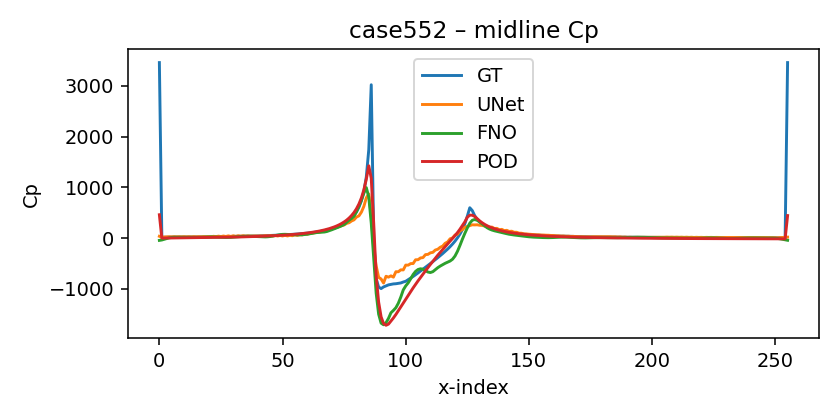 case552 – midline Cp
GT
UNet
FNO
POD
3000
2000
1000
0
−1000
Cp
0 50 100 150 200 250
x-index